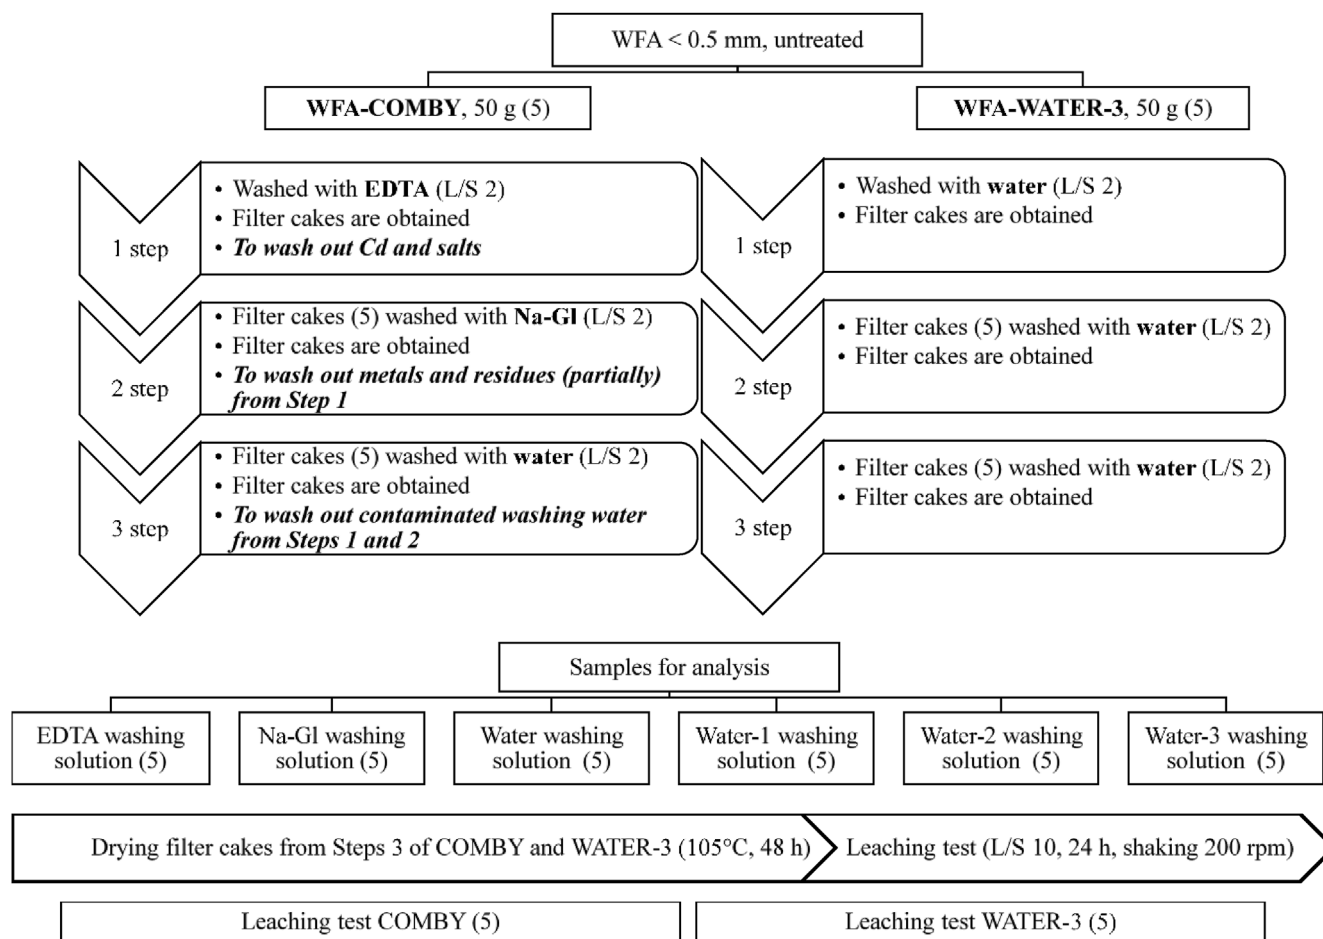 WFA < 0.5 mm, untreated
WFA-COMBY, 50 g (5)
WFA-WATER-3, 50 g (5)
1 step
• Washed with EDTA (L/S 2)
• Filter cakes are obtained
• To wash out Cd and salts
2 step
• Filter cakes (5) washed with Na-Gl (L/S 2)
• Filter cakes are obtained
• To wash out metals and residues (partially)
from Step 1
3 step
• Filter cakes (5) washed with water (L/S 2)
• Filter cakes are obtained
• To wash out contaminated washing water
from Steps 1 and 2
1 step
• Washed with water (L/S 2)
• Filter cakes are obtained
2 step
• Filter cakes (5) washed with water (L/S 2)
• Filter cakes are obtained
3 step
• Filter cakes (5) washed with water (L/S 2)
• Filter cakes are obtained
Samples for analysis
EDTA washing
solution (5)
Na-Gl washing
solution (5)
Water washing
solution (5)
Water-1 washing
solution (5)
Water-2 washing
solution (5)
Water-3 washing
solution (5)
Drying filter cakes from Steps 3 of COMBY and WATER-3 (105°C, 48 h)
Leaching test (L/S 10, 24 h, shaking 200 rpm)
Leaching test COMBY (5)
Leaching test WATER-3 (5)